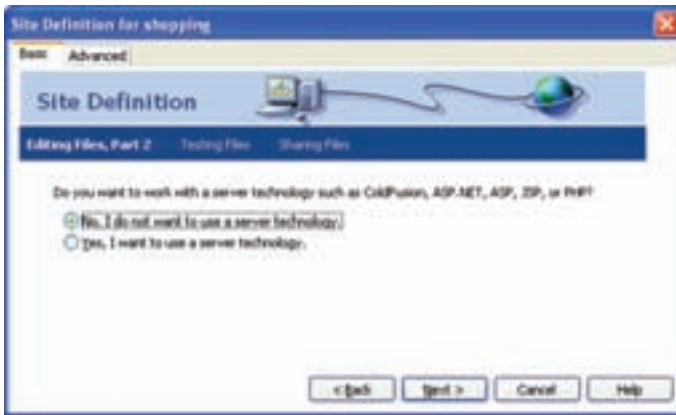 Site Definition for shopping
Basic Advanced
Site Definition
Editing Files, Part 2 Testing Files Sharing Files
Do you want to work with a server technology such as ColdFusion, ASP.NET, ASP, JSP, or PHP?
No, I do not want to use a server technology.
Yes, I want to use a server technology.
< Back Next > Cancel Help